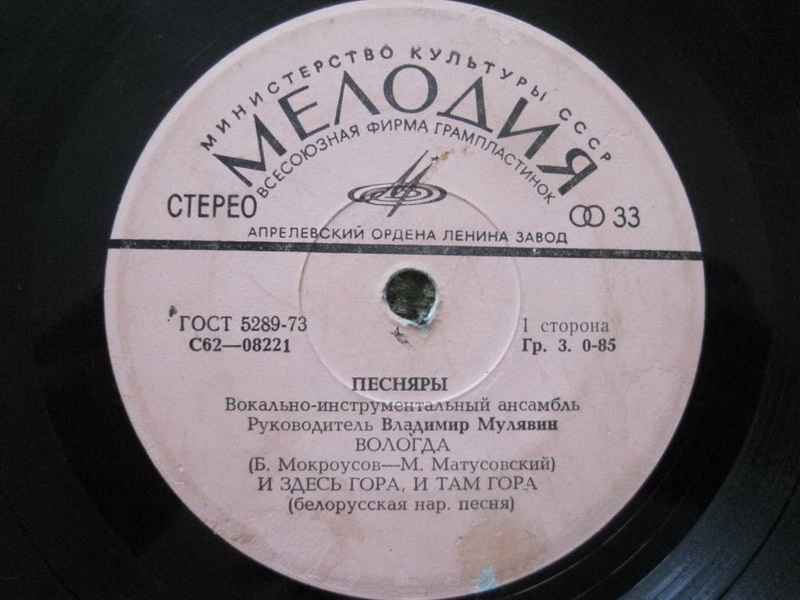 МИНИСТЕРСТВО КУЛЬТУРЫ СССР
МЕЛОДИЯ
ВСЕСОЮЗНАЯ ФИРМА ГРАМПЛАСТИНОК
СТЕРЕО
33
АПРЕЛЕВСКИЙ ОРДЕНА ЛЕНИНА ЗАВОД
ГОСТ 5289-73
С62—08221
1 сторона
Гр. 3. 0-85
ПЕСНЯРЫ
Вокально-инструментальный ансамбль
Руководитель Владимир Мулявин
ВОЛОГДА
(Б. Мокроусов—М. Матусовский)
И ЗДЕСЬ ГОРА, И ТАМ ГОРА
(белорусская нар. песня)